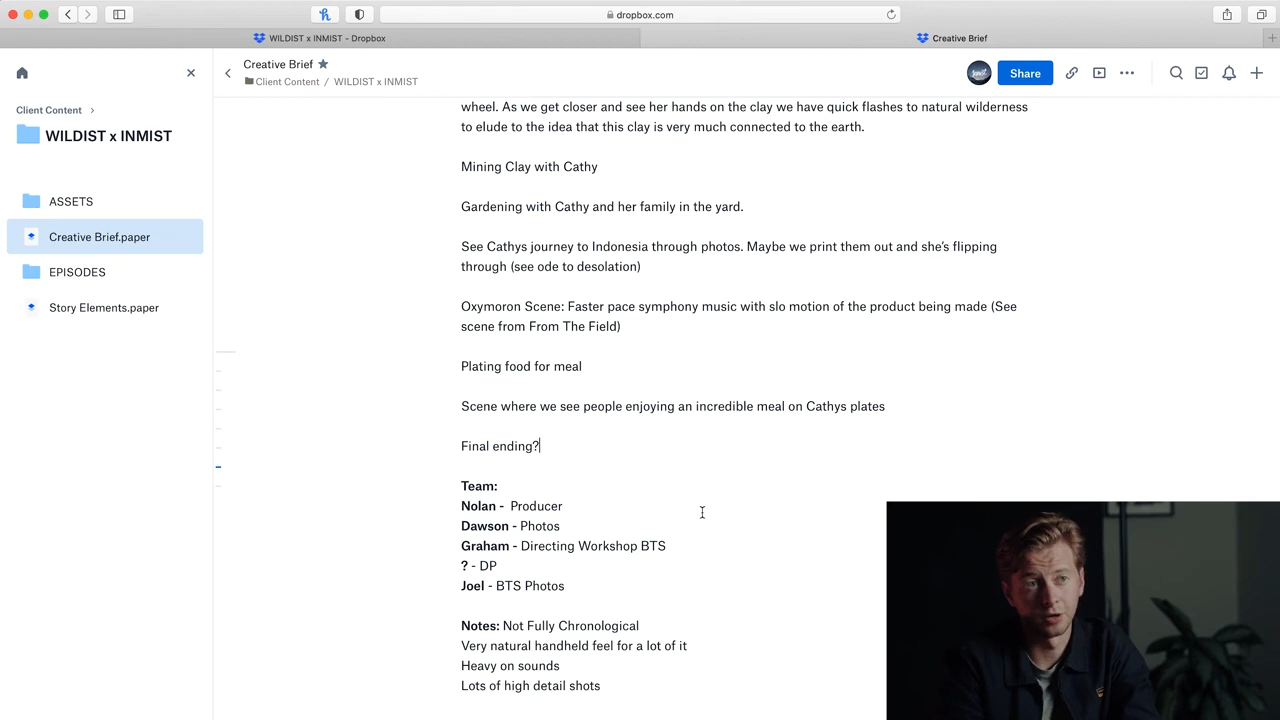 dropbox.com
WILDIST x INMIST - Dropbox
Creative Brief
Creative Brief
Client Content / WILDIST x INMIST
Share
Client Content
WILDIST x INMIST
ASSETS
Creative Brief.paper
EPISODES
Story Elements.paper
wheel. As we get closer and see her hands on the clay we have quick flashes to natural wilderness
to elude to the idea that this clay is very much connected to the earth.
Mining Clay with Cathy
Gardening with Cathy and her family in the yard.
See Cathys journey to Indonesia through photos. Maybe we print them out and she's flipping
through (see ode to desolation)
Oxymoron Scene: Faster pace symphony music with slo motion of the product being made (See
scene from From The Field)
Plating food for meal
Scene where we see people enjoying an incredible meal on Cathys plates
Final ending?
Team:
Nolan - Producer
Dawson - Photos
Graham - Directing Workshop BTS
? - DP
Joel - BTS Photos
Notes: Not Fully Chronological
Very natural handheld feel for a lot of it
Heavy on sounds
Lots of high detail shots